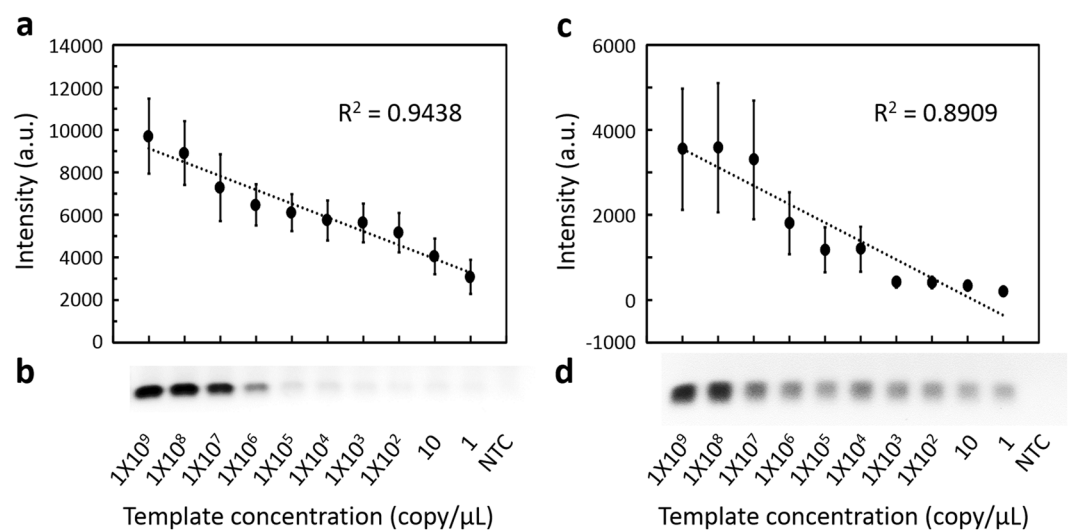 a
14000
12000
10000
8000
6000
4000
2000
0
Intensity (a.u.)
R² = 0.9438
b
1X10⁹
1X10⁸
1X10⁷
1X10⁶
1X10⁵
1X10⁴
1X10³
1X10²
10
1
NTC
Template concentration (copy/µL)
c
6000
4000
2000
0
-1000
Intensity (a.u.)
R² = 0.8909
d
1X10⁹
1X10⁸
1X10⁷
1X10⁶
1X10⁵
1X10⁴
1X10³
1X10²
10
1
NTC
Template concentration (copy/µL)